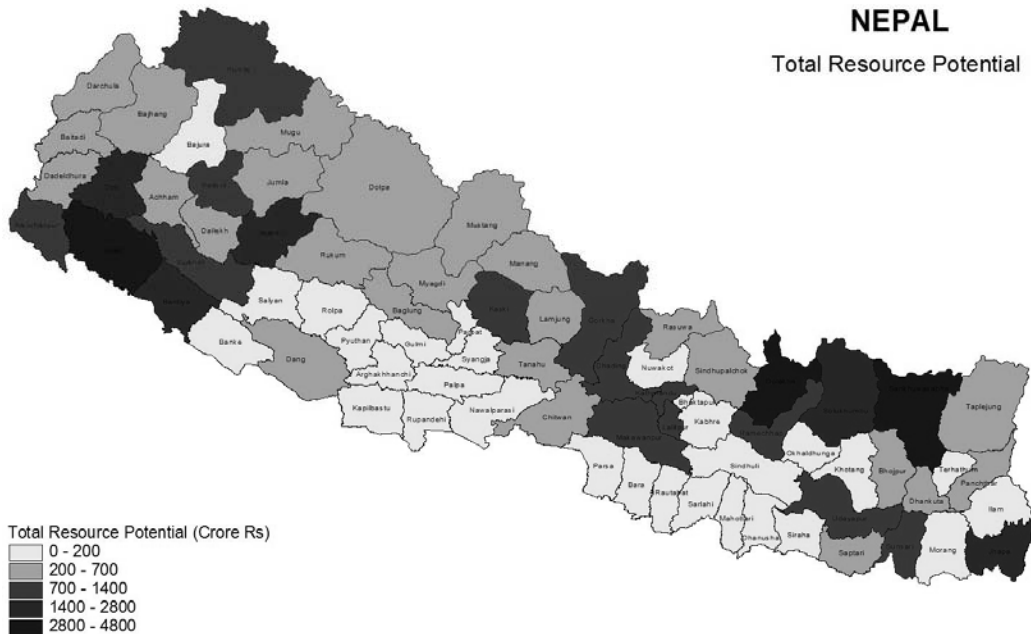 NEPAL
Total Resource Potential
Darchula
Bajhang
Baitadi
Bajura
Mugu
Dadeldhura
Achham
Jumla
Dolpa
Dailekh
Mustang
Rukum
Manang
Myagdi
Salyan
Rolpa
Baglung
Lamjung
Rasuwa
Banke
Pyuthan
Gulmi
Parbat
Syangja
Dang
Tanahu
Nuwakot
Sindhupalchok
Taplejung
Arghakhhanchi
Palpa
Bhaktapur
Kapilbastu
Rupandehi
Nawalparasi
Chitwan
Kabhre
Okhaldhunga
Khotang
Bhojpur
Tarhathum
Panchthar
Parsa
Bara
Rautahat
Sindhuli
Dhankuta
Sarlahi
Ilam
Mahottari
Dhanusha
Siraha
Saptari
Morang
Total Resource Potential (Crore Rs)
0 - 200
200 - 700
700 - 1400
1400 - 2800
2800 - 4800